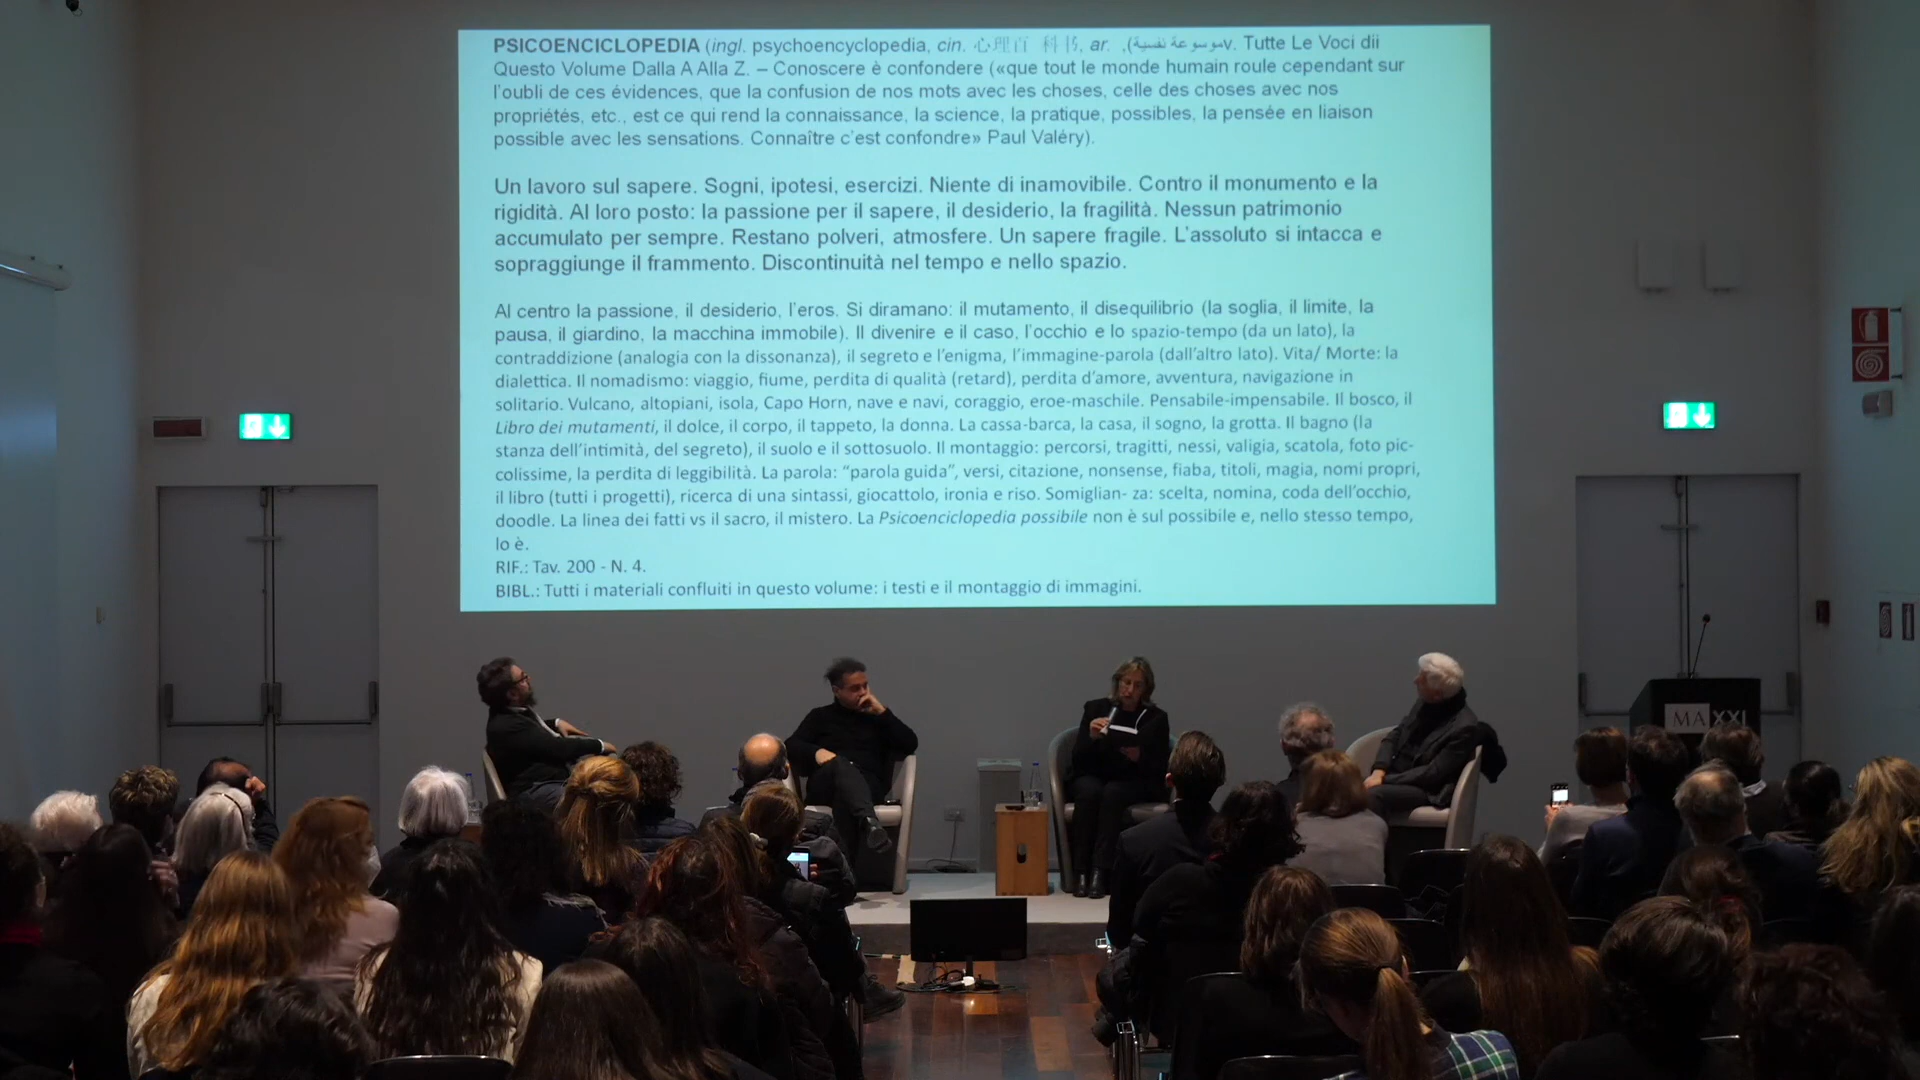 PSICOENCICLOPEDIA (ingl. psychoencyclopedia, cin. 心理百 科书, ar. ,(موسوعة نفسيةv. Tutte Le Voci dii
Questo Volume Dalla A Alla Z. – Conoscere è confondere («que tout le monde humain roule cependant sur
l'oubli de ces évidences, que la confusion de nos mots avec les choses, celle des choses avec nos
propriétés, etc., est ce qui rend la connaissance, la science, la pratique, possibles, la pensée en liaison
possible avec les sensations. Connaître c'est confondre» Paul Valéry).
Un lavoro sul sapere. Sogni, ipotesi, esercizi. Niente di inamovibile. Contro il monumento e la
rigidità. Al loro posto: la passione per il sapere, il desiderio, la fragilità. Nessun patrimonio
accumulato per sempre. Restano polveri, atmosfere. Un sapere fragile. L'assoluto si intacca e
sopraggiunge il frammento. Discontinuità nel tempo e nello spazio.
Al centro la passione, il desiderio, l'eros. Si diramano: il mutamento, il disequilibrio (la soglia, il limite, la
pausa, il giardino, la macchina immobile). Il divenire e il caso, l'occhio e lo spazio-tempo (da un lato), la
contraddizione (analogia con la dissonanza), il segreto e l'enigma, l'immagine-parola (dall'altro lato). Vita/ Morte: la
dialettica. Il nomadismo: viaggio, fiume, perdita di qualità (retard), perdita d'amore, avventura, navigazione in
solitario. Vulcano, altopiani, isola, Capo Horn, nave e navi, coraggio, eroe-maschile. Pensabile-impensabile. Il bosco, il
Libro dei mutamenti, il dolce, il corpo, il tappeto, la donna. La cassa-barca, la casa, il sogno, la grotta. Il bagno (la
stanza dell'intimità, del segreto), il suolo e il sottosuolo. Il montaggio: percorsi, tragitti, nessi, valigia, scatola, foto pic-
colissime, la perdita di leggibilità. La parola: "parola guida", versi, citazione, nonsense, fiaba, titoli, magia, nomi propri,
il libro (tutti i progetti), ricerca di una sintassi, giocattolo, ironia e riso. Somiglian- za: scelta, nomina, coda dell'occhio,
doodle. La linea dei fatti vs il sacro, il mistero. La Psicoenciclopedia possibile non è sul possibile e, nello stesso tempo,
lo è.
RIF.: Tav. 200 - N. 4.
BIBL.: Tutti i materiali confluiti in questo volume: i testi e il montaggio di immagini.
MAXXI